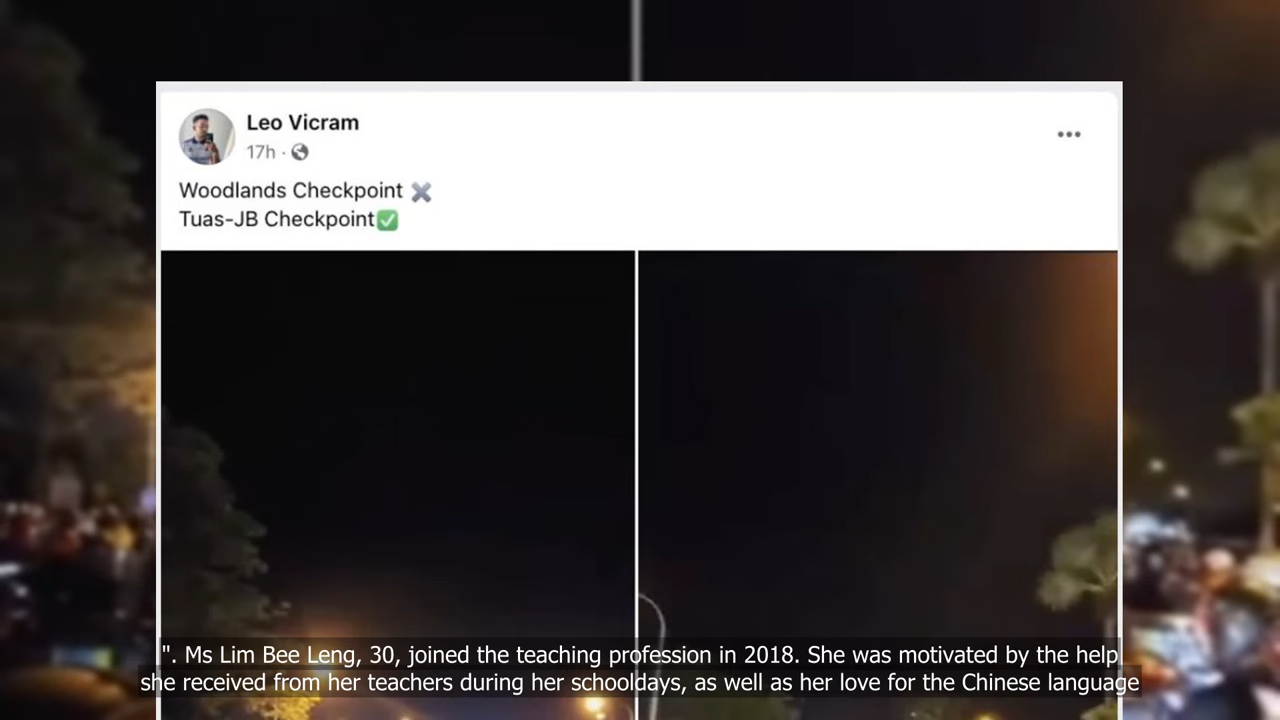 Leo Vicram
17h ·
Woodlands Checkpoint ✖️
Tuas-JB Checkpoint✅
". Ms Lim Bee Leng, 30, joined the teaching profession in 2018. She was motivated by the help
she received from her teachers during her schooldays, as well as her love for the Chinese language